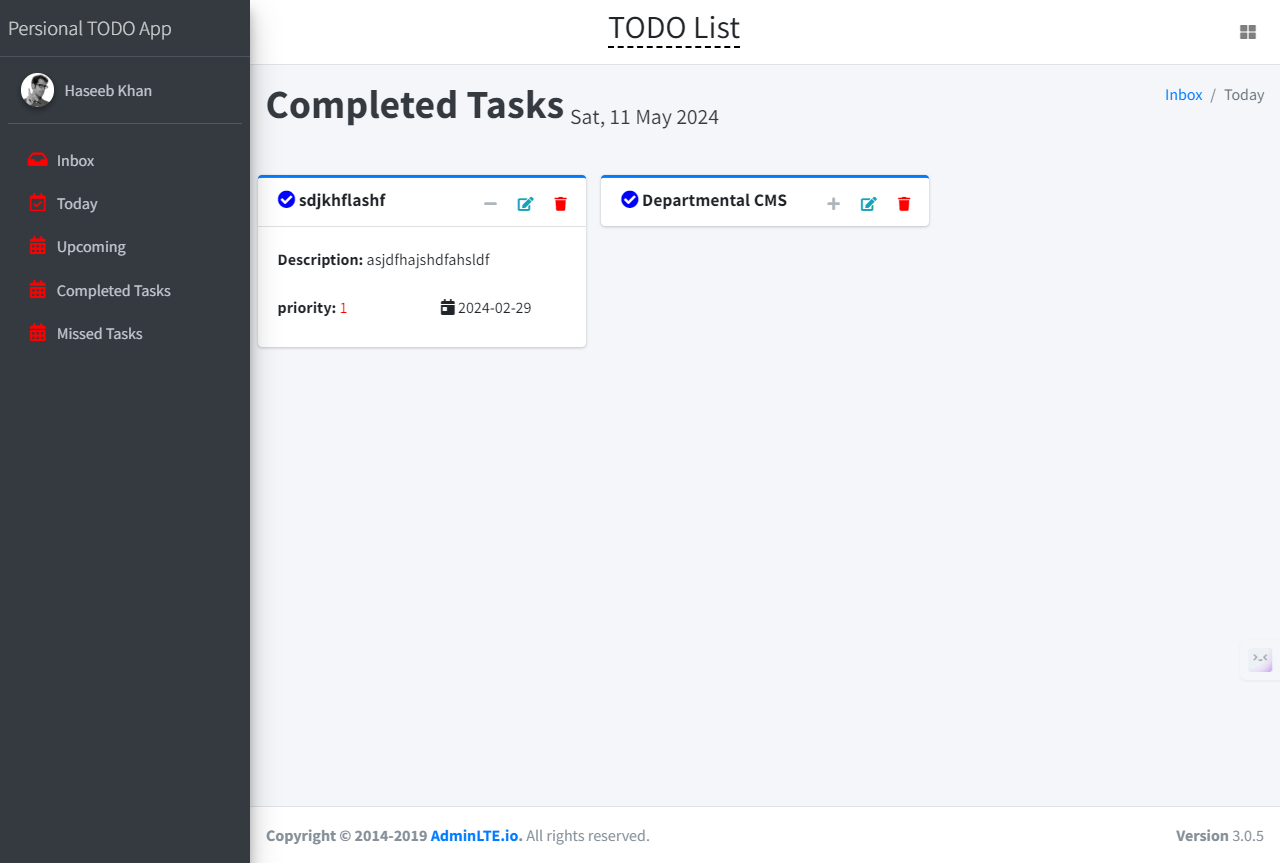 Persional TODO App
Haseeb Khan
Inbox
Today
Upcoming
Completed Tasks
Missed Tasks
TODO List
Completed Tasks Sat, 11 May 2024
Inbox / Today
sdjkhflashf
Description: asjdfhajshdfahsldf
priority: 1 2024-02-29
Departmental CMS
Copyright © 2014-2019 AdminLTE.io. All rights reserved.
Version 3.0.5